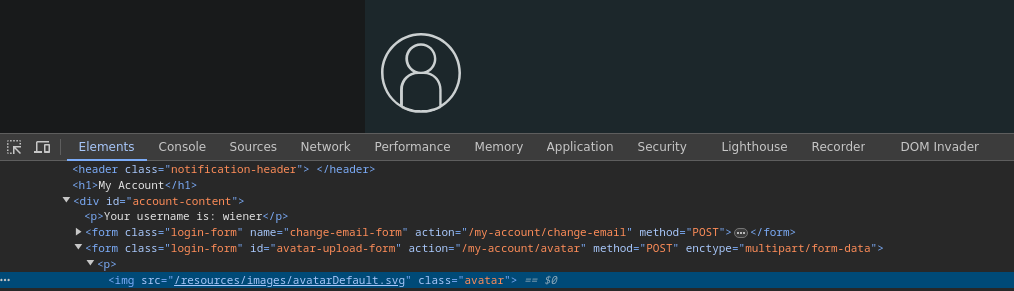 Elements Console Sources Network Performance Memory Application Security Lighthouse Recorder DOM Invader
<header class="notification-header"> </header>
<h1>My Account</h1>
<div id="account-content">
<p>Your username is: wiener</p>
<form class="login-form" name="change-email-form" action="/my-account/change-email" method="POST">…</form>
<form class="login-form" id="avatar-upload-form" action="/my-account/avatar" method="POST" enctype="multipart/form-data">
<p>
<img src="/resources/images/avatarDefault.svg" class="avatar"> == $0